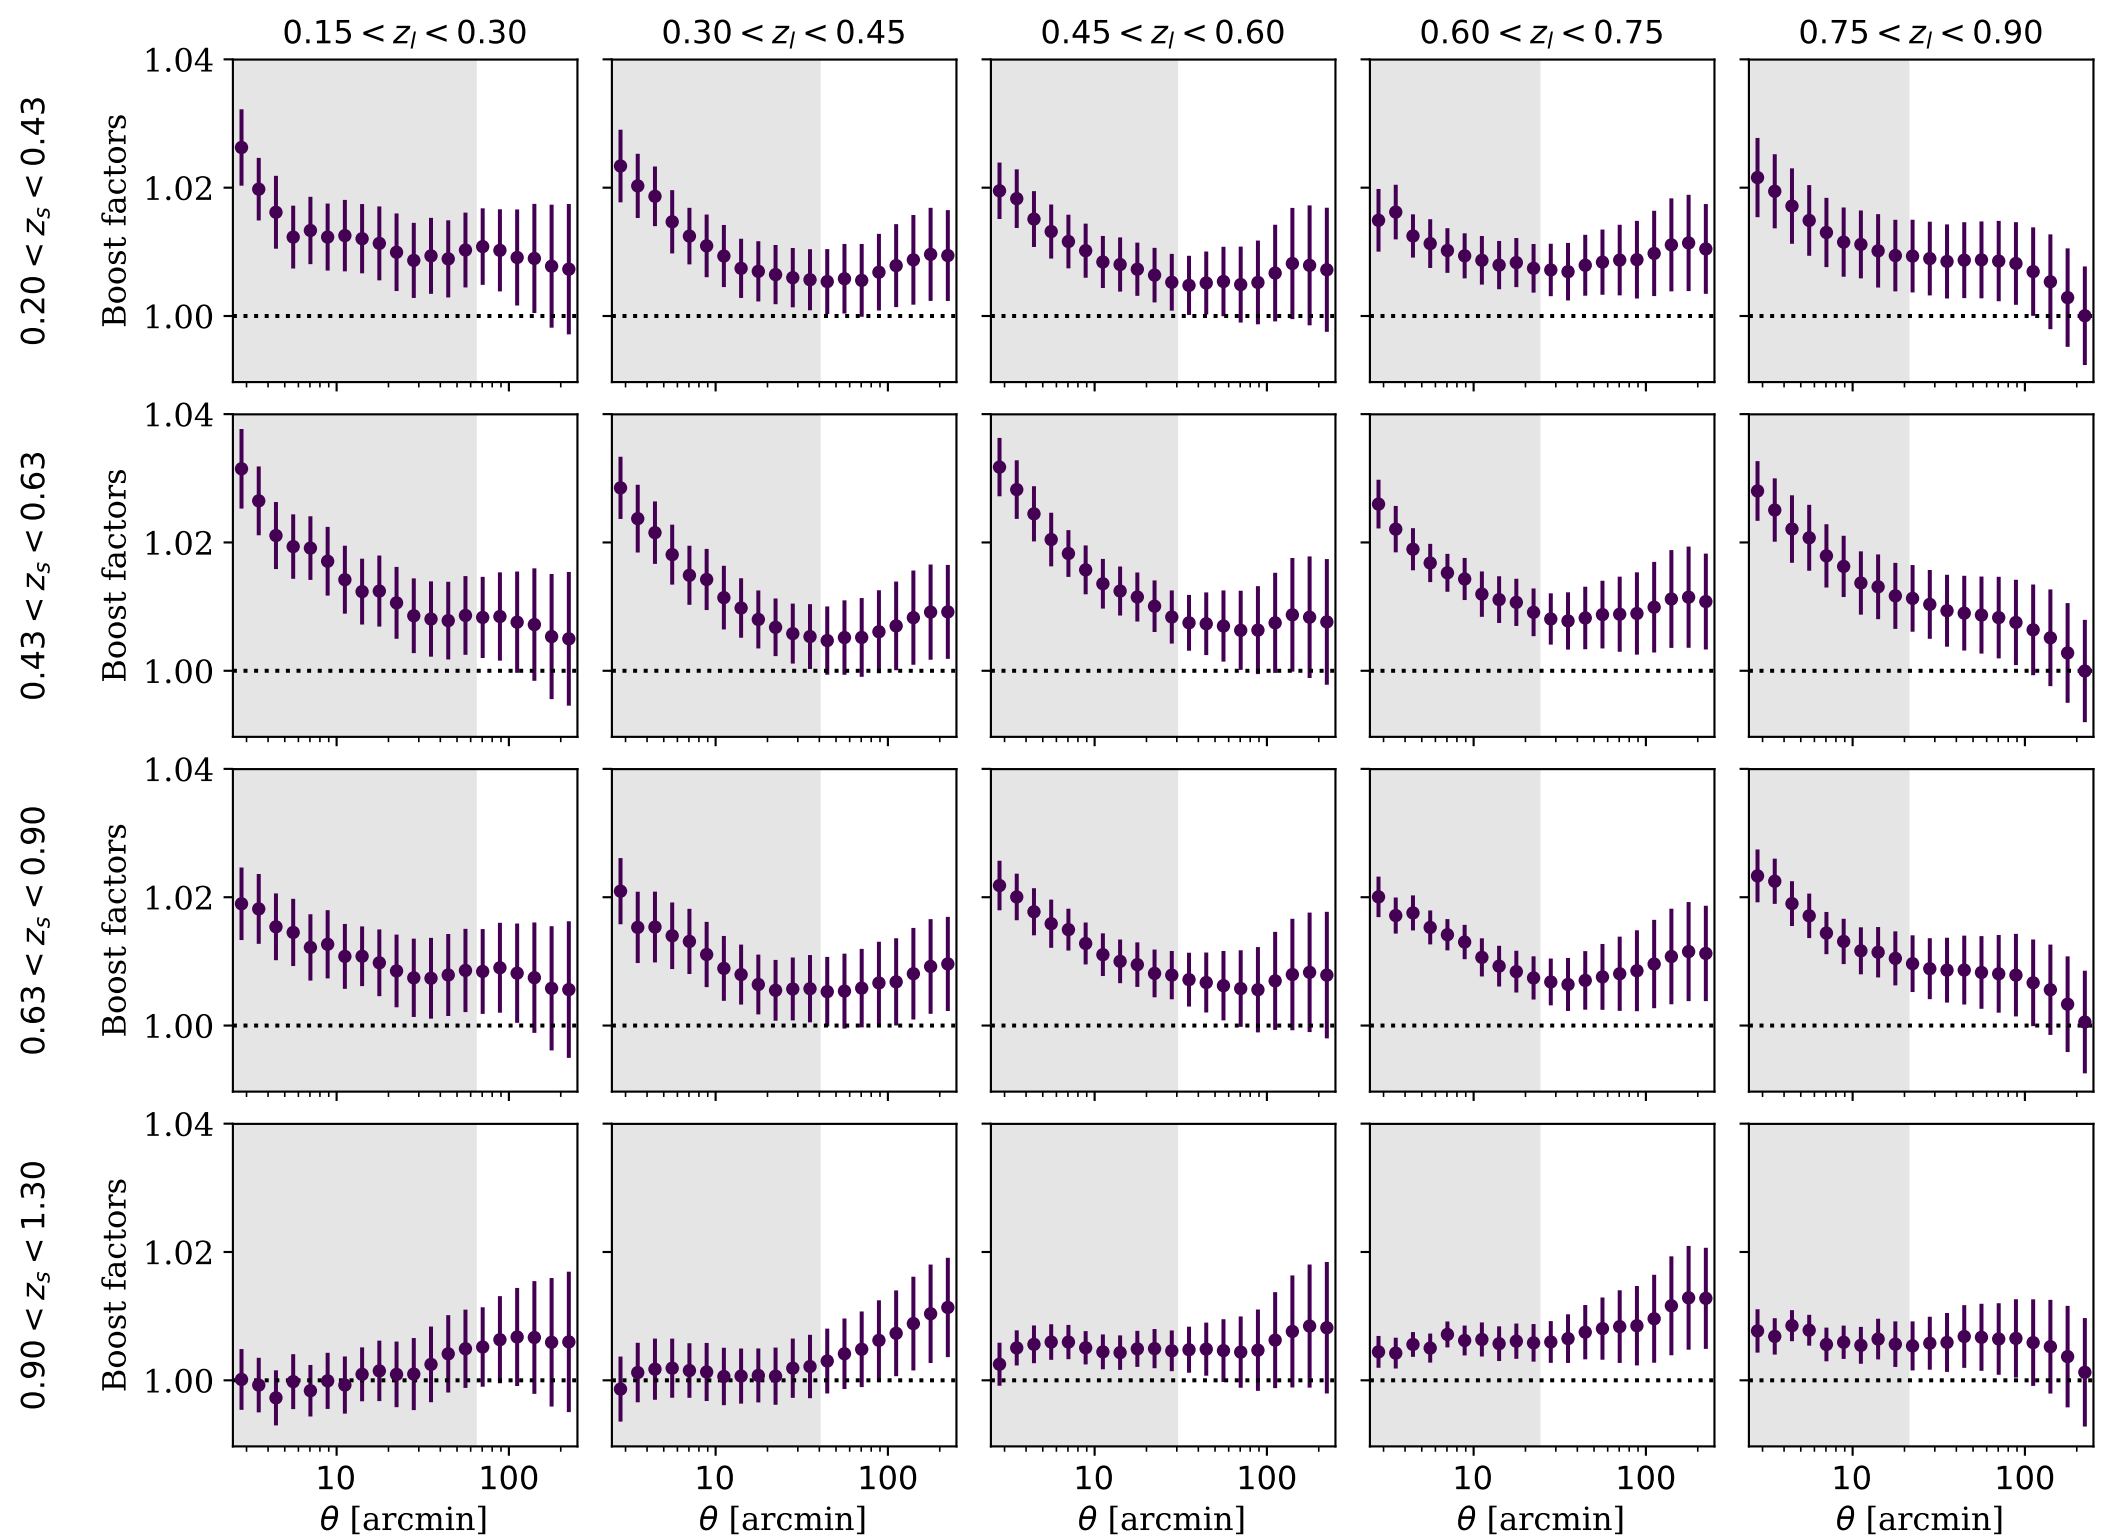 0.15 < z_l < 0.30 0.30 < z_l < 0.45 0.45 < z_l < 0.60 0.60 < z_l < 0.75 0.75 < z_l < 0.90
0.20 < z_s < 0.43
Boost factors
1.04
1.02
1.00
0.43 < z_s < 0.63
Boost factors
1.04
1.02
1.00
0.63 < z_s < 0.90
Boost factors
1.04
1.02
1.00
0.90 < z_s < 1.30
Boost factors
1.04
1.02
1.00
10 100 10 100 10 100 10 100 10 100
θ [arcmin] θ [arcmin] θ [arcmin] θ [arcmin] θ [arcmin]